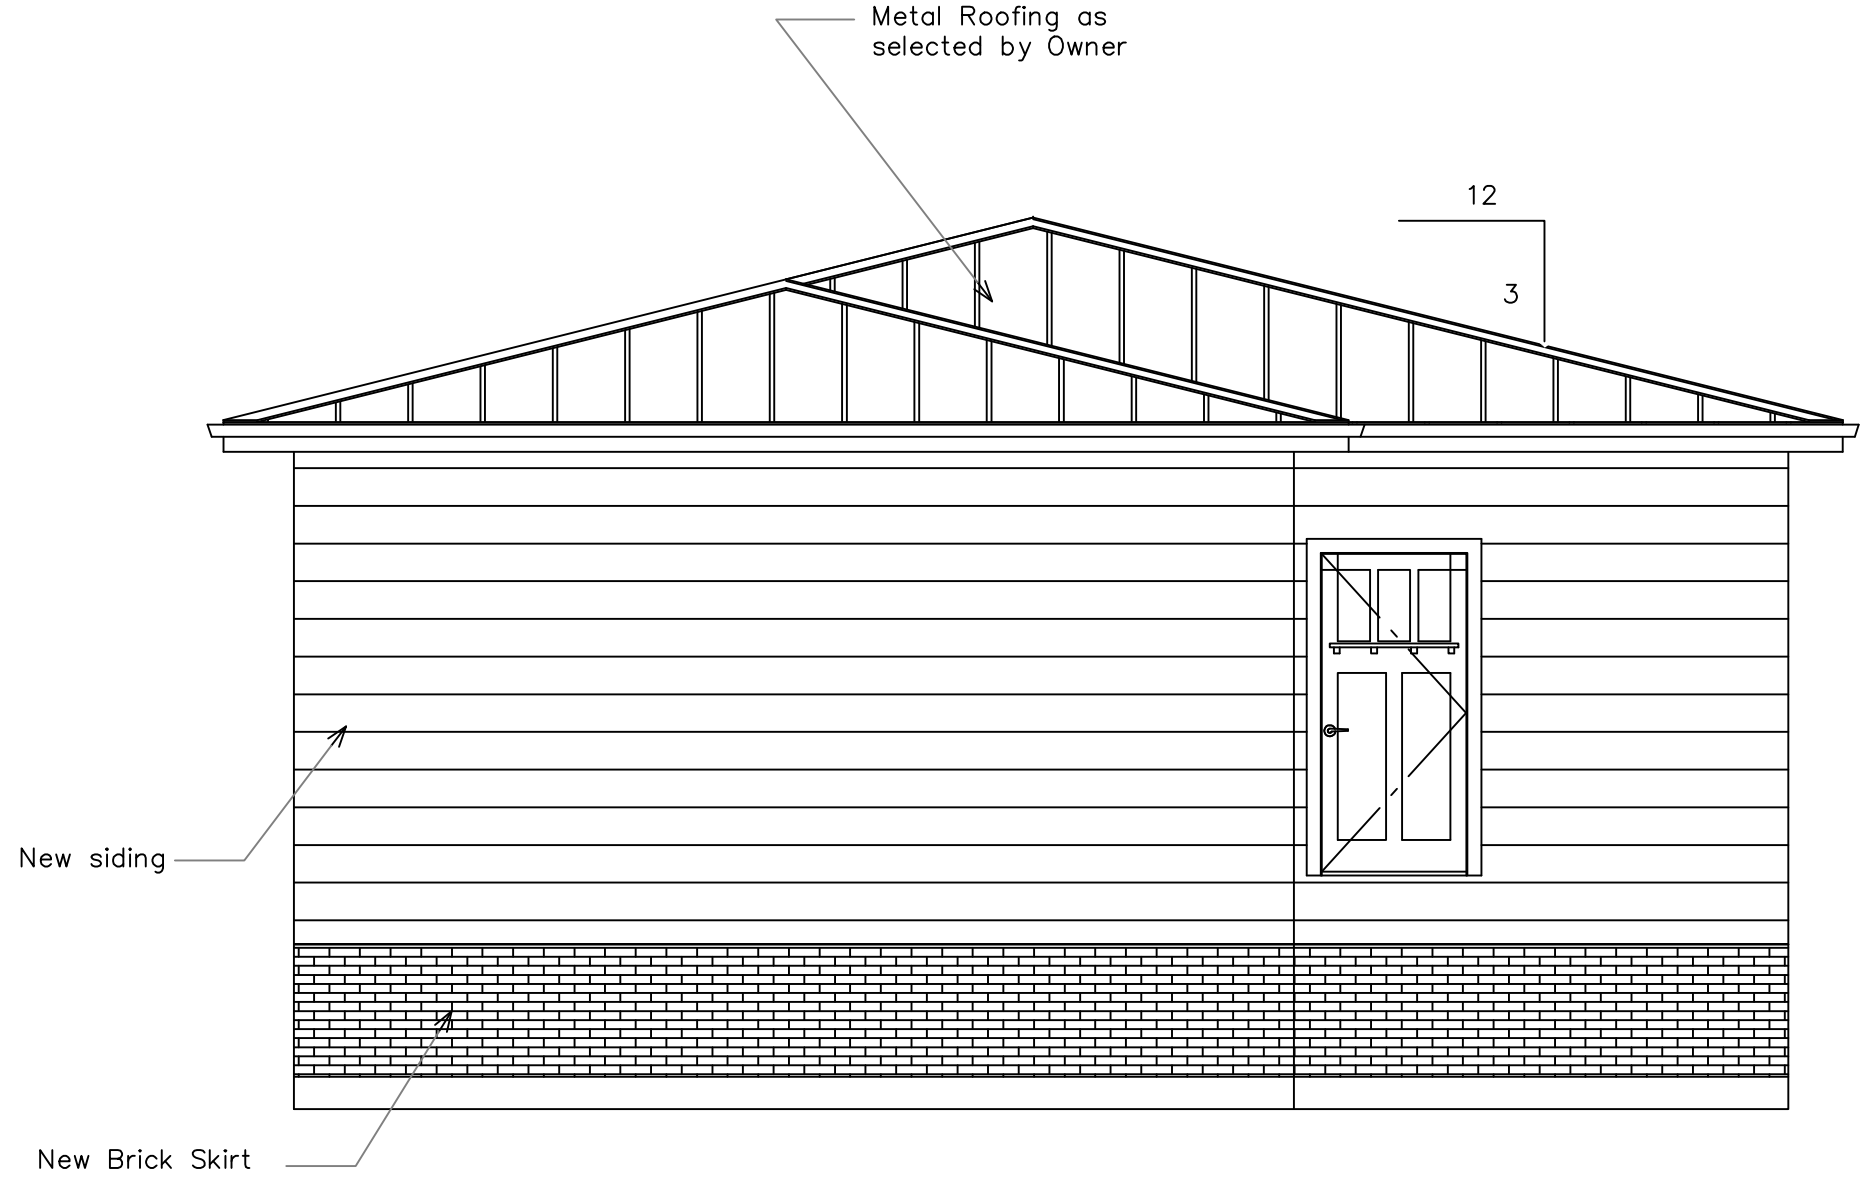 Metal Roofing as
selected by Owner
12
3
New siding
New Brick Skirt